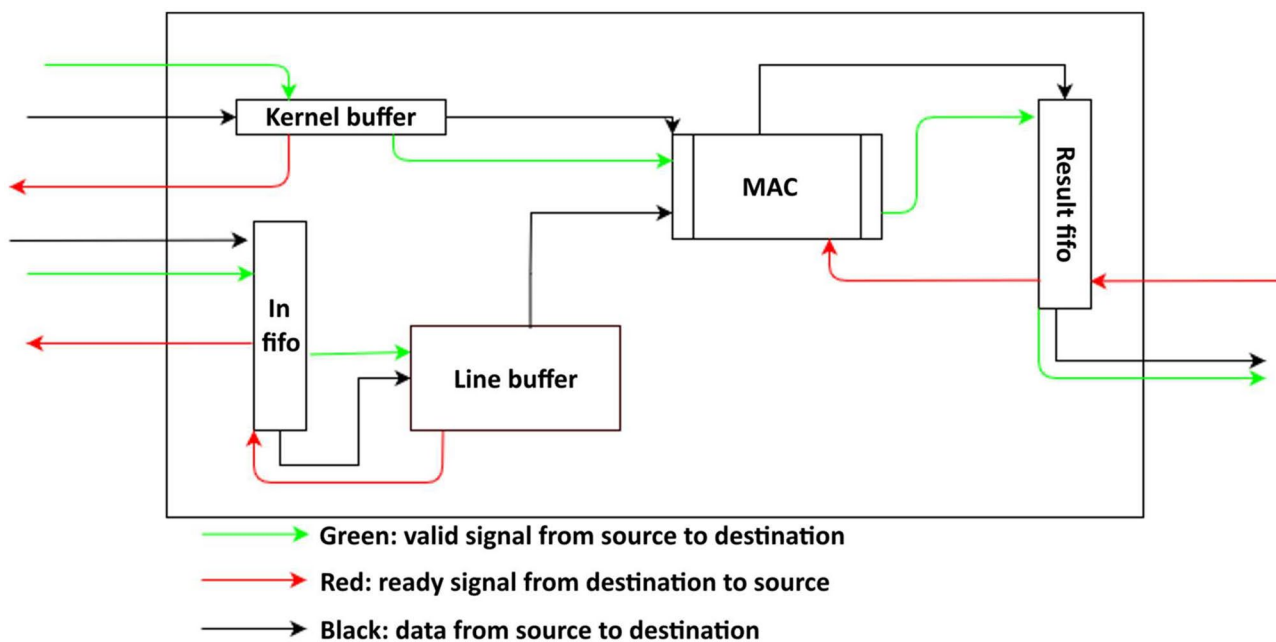 Kernel buffer
MAC
Result fifo
In
fifo
Line buffer
Green: valid signal from source to destination
Red: ready signal from destination to source
Black: data from source to destination